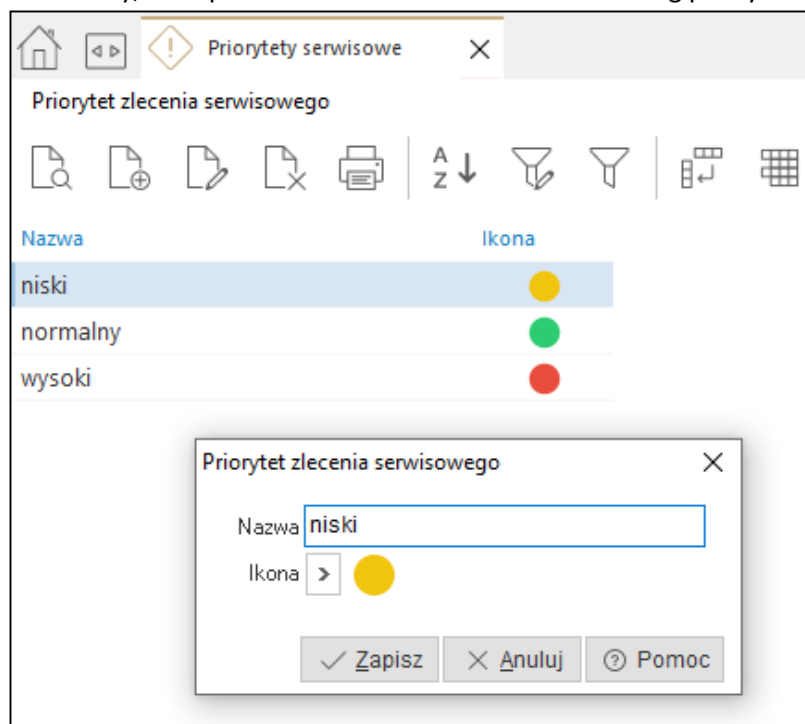 Priorytety serwisowe
Priorytet zlecenia serwisowego
A
Z
Nazwa Ikona
niski
normalny
wysoki
Priorytet zlecenia serwisowego
Nazwa niski
Ikona
Zapisz Anuluj Pomoc